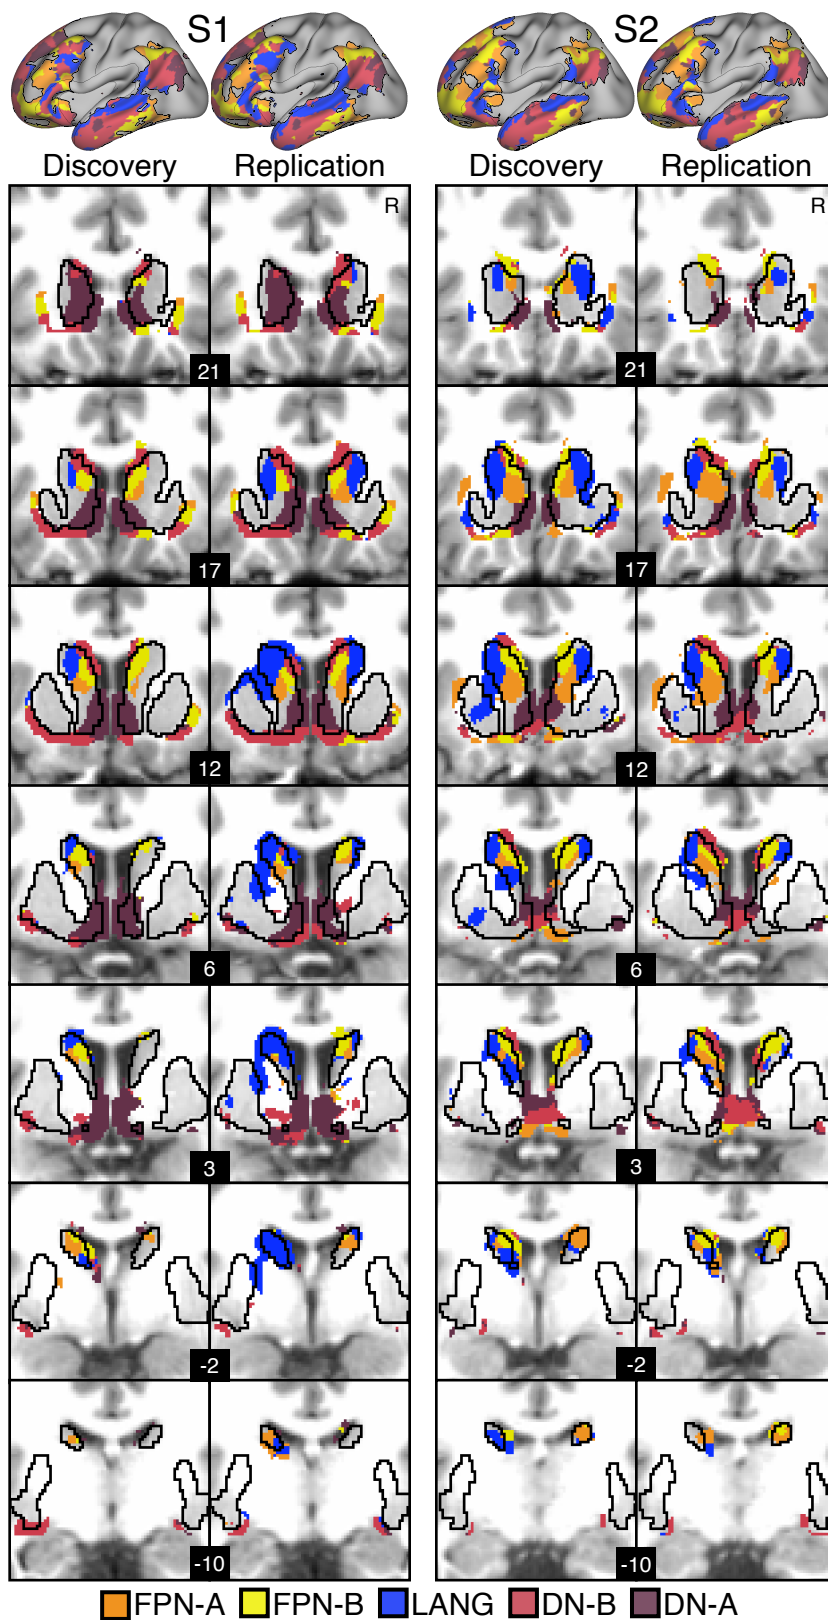 S1 S2
Discovery Replication Discovery Replication
R R
21 21
17 17
12 12
6 6
3 3
-2 -2
-10 -10
FPN-A FPN-B LANG DN-B DN-A